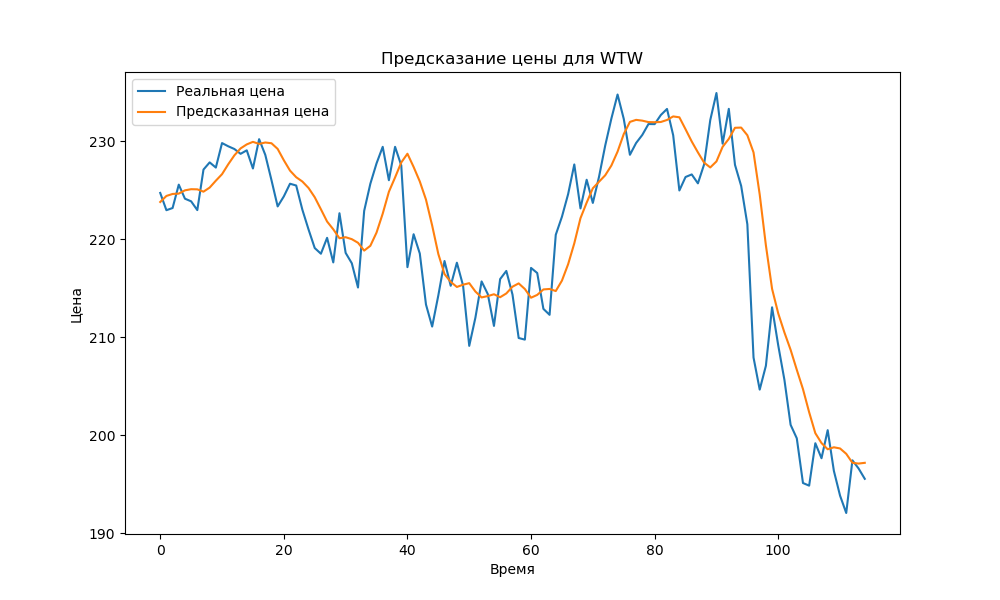 Предсказание цены для WTW
Реальная цена
Предсказанная цена
Цена
230
220
210
200
190
0 20 40 60 80 100
Время